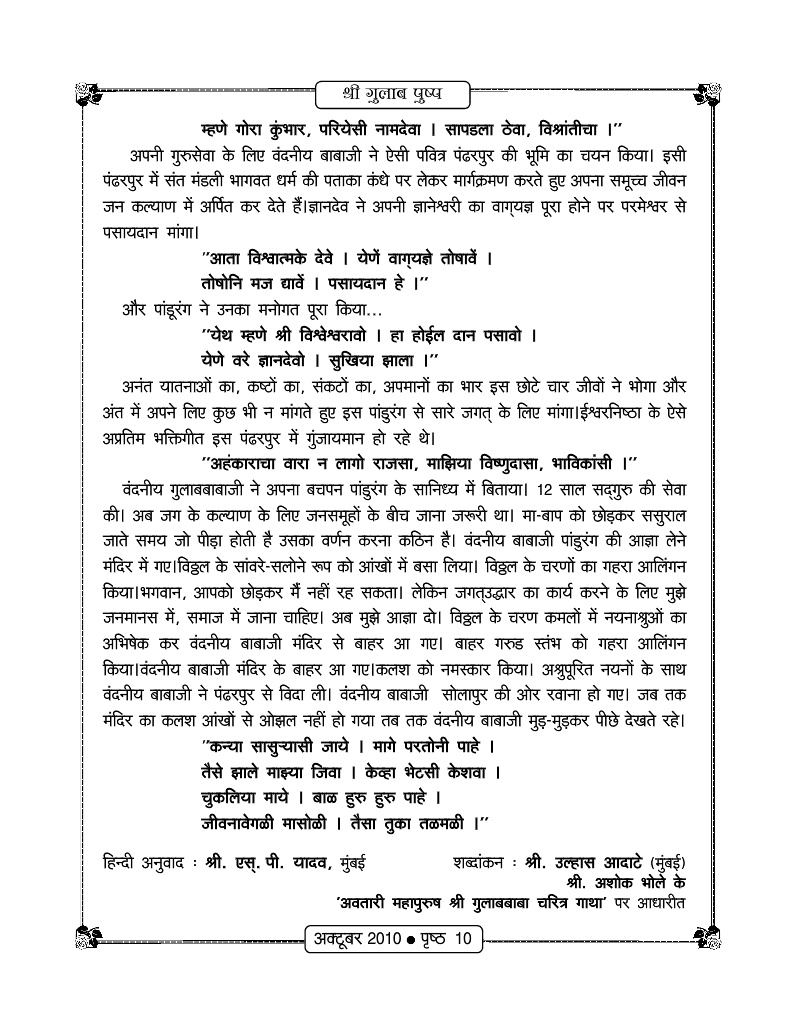 श्री गुलाब पुष्प
म्हणे गोरा कुंभार, परियेसी नामदेवा । सापडला ठेवा, विश्रांतीचा ।”
अपनी गुरुसेवा के लिए वंदनीय बाबाजी ने ऐसी पवित्र पंढरपुर की भूमि का चयन किया। इसी
पंढरपुर में संत मंडली भागवत धर्म की पताका कंधे पर लेकर मार्गक्रमण करते हुए अपना समूच्च जीवन
जन कल्याण में अर्पित कर देते हैं।ज्ञानदेव ने अपनी ज्ञानेश्वरी का वाग्‌यज्ञ पूरा होने पर परमेश्वर से
पसायदान मांगा।
”आता विश्वात्मके देवे । येणें वाग्‌यज्ञे तोषावें ।
तोषोनि मज द्यावें । पसायदान हे ।”
और पांडूरंग ने उनका मनोगत पूरा किया...
”येथ म्हणे श्री विश्वेश्वरावो । हा होईल दान पसावो ।
येणे वरे ज्ञानदेवो । सुखिया झाला ।”
अनंत यातनाओं का, कष्टों का, संकटों का, अपमानों का भार इस छोटे चार जीवों ने भोगा और
अंत में अपने लिए कुछ भी न मांगते हुए इस पांडुरंग से सारे जगत् के लिए मांगा।ईश्वरनिष्ठा के ऐसे
अप्रतिम भक्तिगीत इस पंढरपुर में गुंजायमान हो रहे थे।
”अहंकाराचा वारा न लागो राजसा, माझिया विष्णुदासा, भाविकांसी ।”
वंदनीय गुलाबबाबाजी ने अपना बचपन पांडुरंग के सानिध्य में बिताया। 12 साल सद्‌गुरु की सेवा
की। अब जग के कल्याण के लिए जनसमूहों के बीच जाना जरूरी था। मा-बाप को छोड़कर ससुराल
जाते समय जो पीड़ा होती है उसका वर्णन करना कठिन है। वंदनीय बाबाजी पांडुरंग की आज्ञा लेने
मंदिर में गए।विठ्ठल के सांवरे-सलोने रूप को आंखों में बसा लिया। विठ्ठल के चरणों का गहरा आलिंगन
किया।भगवान, आपको छोड़कर मैं नहीं रह सकता। लेकिन जगत्‌उद्धार का कार्य करने के लिए मुझे
जनमानस में, समाज में जाना चाहिए। अब मुझे आज्ञा दो। विठ्ठल के चरण कमलों में नयनाश्रुओं का
अभिषेक कर वंदनीय बाबाजी मंदिर से बाहर आ गए। बाहर गरुड स्तंभ को गहरा आलिंगन
किया।वंदनीय बाबाजी मंदिर के बाहर आ गए।कलश को नमस्कार किया। अश्रुपूरित नयनों के साथ
वंदनीय बाबाजी ने पंढरपुर से विदा ली। वंदनीय बाबाजी सोलापुर की ओर रवाना हो गए। जब तक
मंदिर का कलश आंखों से ओझल नहीं हो गया तब तक वंदनीय बाबाजी मुड़-मुड़कर पीछे देखते रहे।
”कन्या सासुऱ्यासी जाये । मागे परतोनी पाहे ।
तैसे झाले माझ्या जिवा । केव्हा भेटसी केशवा ।
चुकलिया माये । बाळ हुरु हुरु पाहे ।
जीवनावेगळी मासोळी । तैसा तुका तळमळी ।”
हिन्दी अनुवाद : श्री. एस्. पी. यादव, मुंबई शब्दांकन : श्री. उल्हास आदाटे (मुंबई)
श्री. अशोक भोले के
‘अवतारी महापुरुष श्री गुलाबबाबा चरित्र गाथा’ पर आधारीत
अक्टूबर 2010 ● पृष्ठ 10